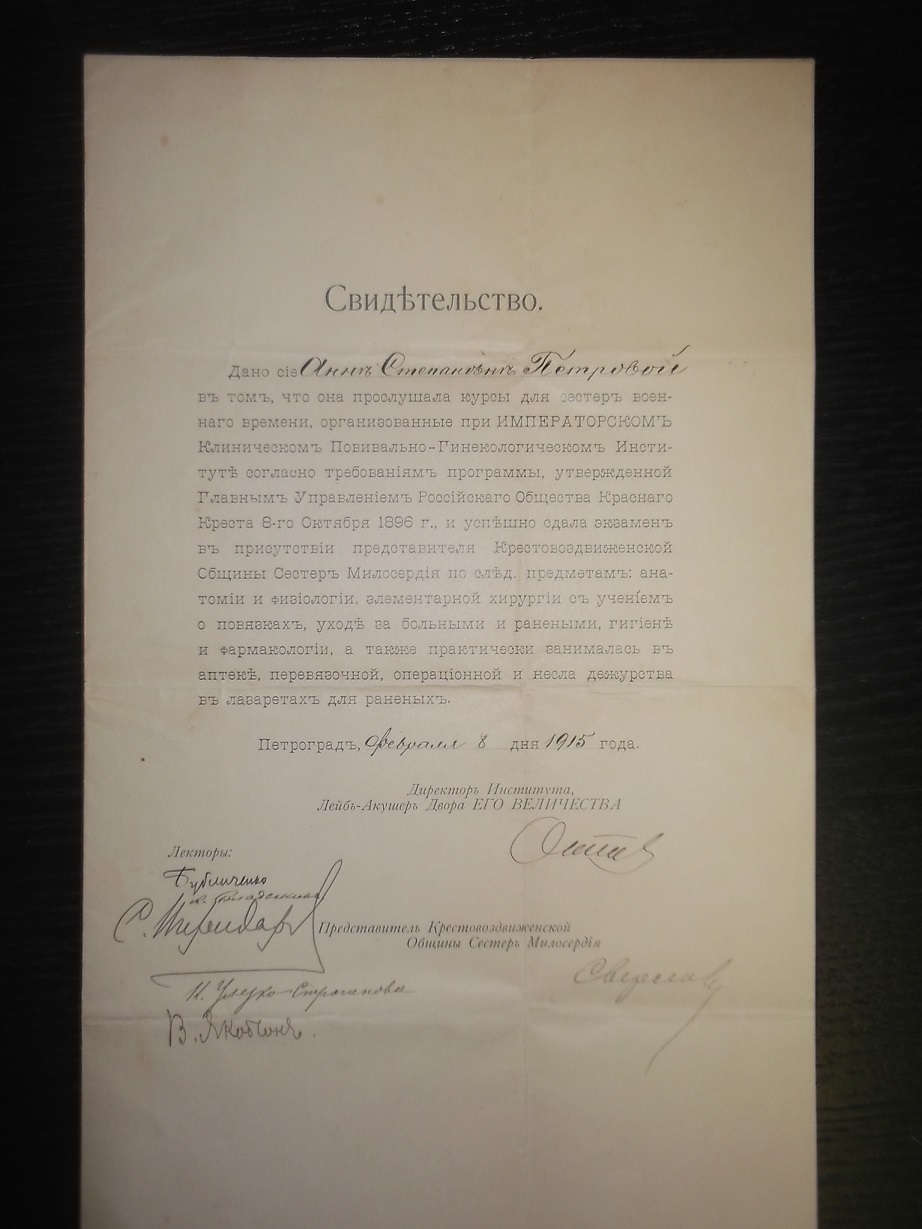 Свидѣтельство.
Дано сіе Аннѣ Степановнѣ Петровой
въ томъ, что она прослушала курсы для сестеръ воен-
наго времени, организованные при ИМПЕРАТОРСКОМЪ
Клиническомъ Повивально-Гинекологическомъ Инсти-
тутѣ согласно требованіямъ программы, утвержденной
Главнымъ Управленіемъ Россійскаго Общества Краснаго
Креста 8-го Октября 1896 г., и успѣшно сдала экзаменъ
въ присутствіи представителя Крестовоздвиженской
Общины Сестеръ Милосердія по слѣд. предметамъ: ана-
томіи и физіологіи, элементарной хирургіи съ ученіемъ
о повязкахъ, уходѣ за больными и ранеными, гигіенѣ
и фармакологіи, а также практически занималась въ
аптекѣ, перевязочной, операціонной и несла дежурства
въ лазаретахъ для раненыхъ.
Петроградъ, Февраля 8 дня 1915 года.
Директоръ Института,
Лейбъ-Акушеръ Двора ЕГО ВЕЛИЧЕСТВА
Лекторы:
Бубличенко
Представитель Крестовоздвиженской
Общины Сестеръ Милосердія
К. Улезко-Строганова
В. Якобсонъ.